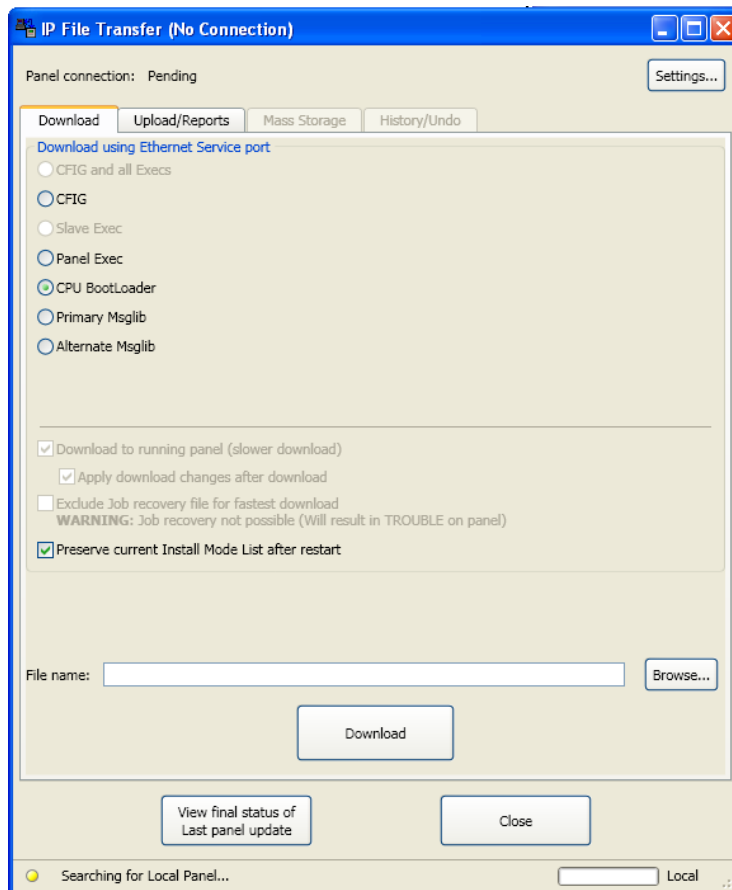 IP File Transfer (No Connection)
Panel connection: Pending
Settings...
Download
Upload/Reports
Mass Storage
History/Undo
Download using Ethernet Service port
CFIG and all Execs
CFIG
Slave Exec
Panel Exec
CPU BootLoader
Primary Msglib
Alternate Msglib
Download to running panel (slower download)
Apply download changes after download
Exclude Job recovery file for fastest download
WARNING: Job recovery not possible (Will result in TROUBLE on panel)
Preserve current Install Mode List after restart
File name:
Browse...
Download
View final status of
Last panel update
Close
Searching for Local Panel...
Local